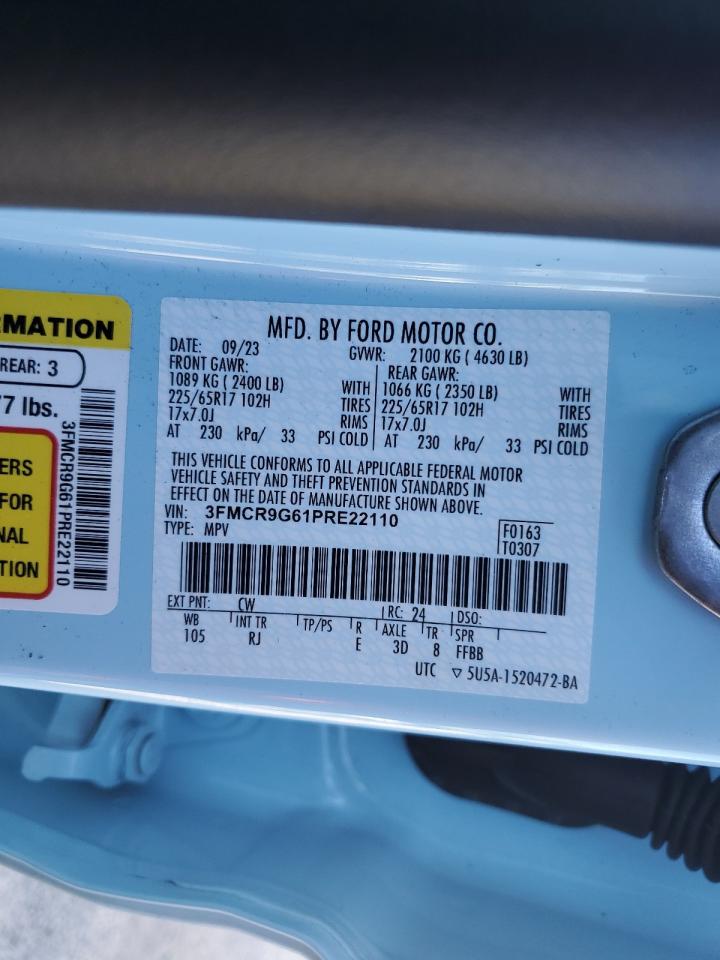 RMATION
REAR: 3
7 lbs.
ERS
FOR
NAL
TION
3FMCR9G61PRE22110
MFD. BY FORD MOTOR CO.
DATE: 09/23 GVWR: 2100 KG ( 4630 LB)
FRONT GAWR: REAR GAWR:
1089 KG ( 2400 LB) WITH 1066 KG ( 2350 LB) WITH
225/65R17 102H TIRES 225/65R17 102H TIRES
17x7.0J RIMS 17x7.0J RIMS
AT 230 kPa/ 33 PSI COLD AT 230 kPa/ 33 PSI COLD
THIS VEHICLE CONFORMS TO ALL APPLICABLE FEDERAL MOTOR
VEHICLE SAFETY AND THEFT PREVENTION STANDARDS IN
EFFECT ON THE DATE OF MANUFACTURE SHOWN ABOVE.
VIN: 3FMCR9G61PRE22110
TYPE: MPV
F0163
T0307
EXT PNT: CW RC: 24 DSO:
WB INT TR TP/PS R AXLE TR SPR
105 RJ E 3D 8 FFBB
UTC ▽ 5U5A-1520472-BA